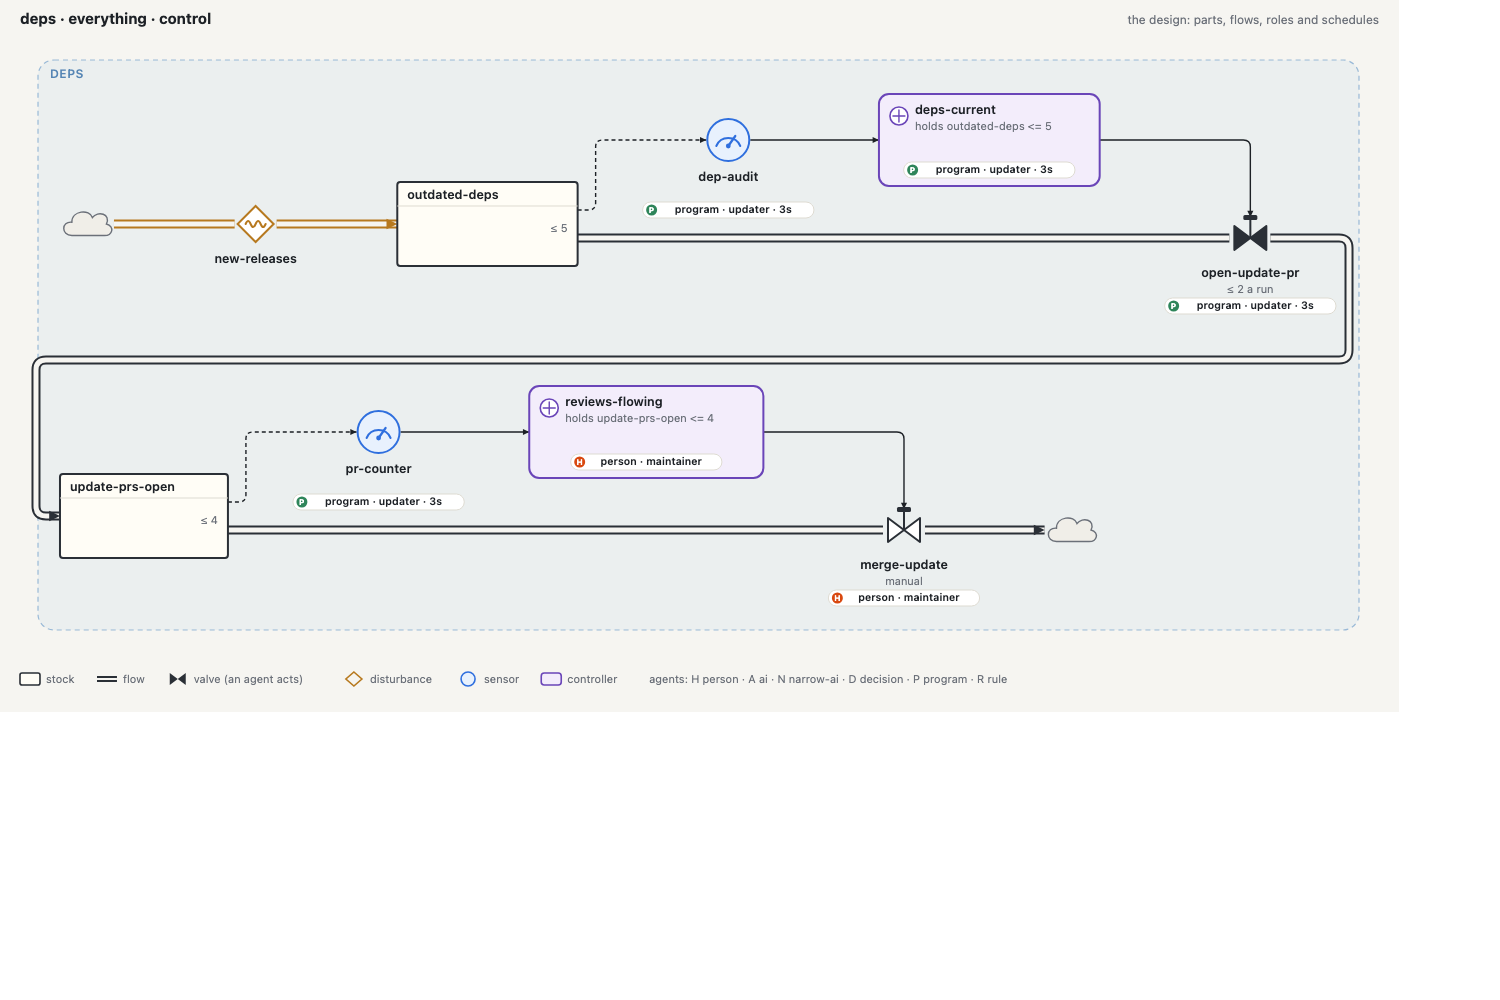 deps · everything · control
the design: parts, flows, roles and schedules
DEPS
deps-current
holds outdated-deps <= 5
P program · updater · 3s
dep-audit
P program · updater · 3s
outdated-deps
≤ 5
new-releases
open-update-pr
≤ 2 a run
P program · updater · 3s
reviews-flowing
holds update-prs-open <= 4
H person · maintainer
pr-counter
P program · updater · 3s
update-prs-open
≤ 4
merge-update
manual
H person · maintainer
stock
flow
valve (an agent acts)
disturbance
sensor
controller
agents: H person · A ai · N narrow-ai · D decision · P program · R rule